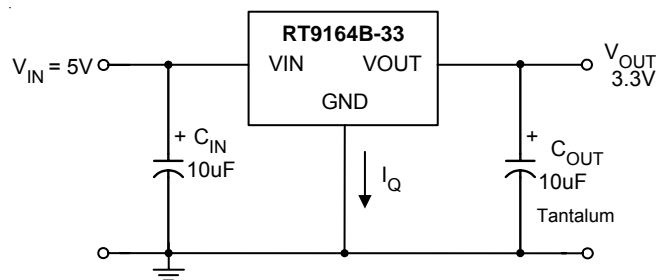 RT9164B-33
VIN VOUT
GND
V_IN = 5V
V_OUT
3.3V
+ C_IN
10uF
I_Q
+
C_OUT
10uF
Tantalum